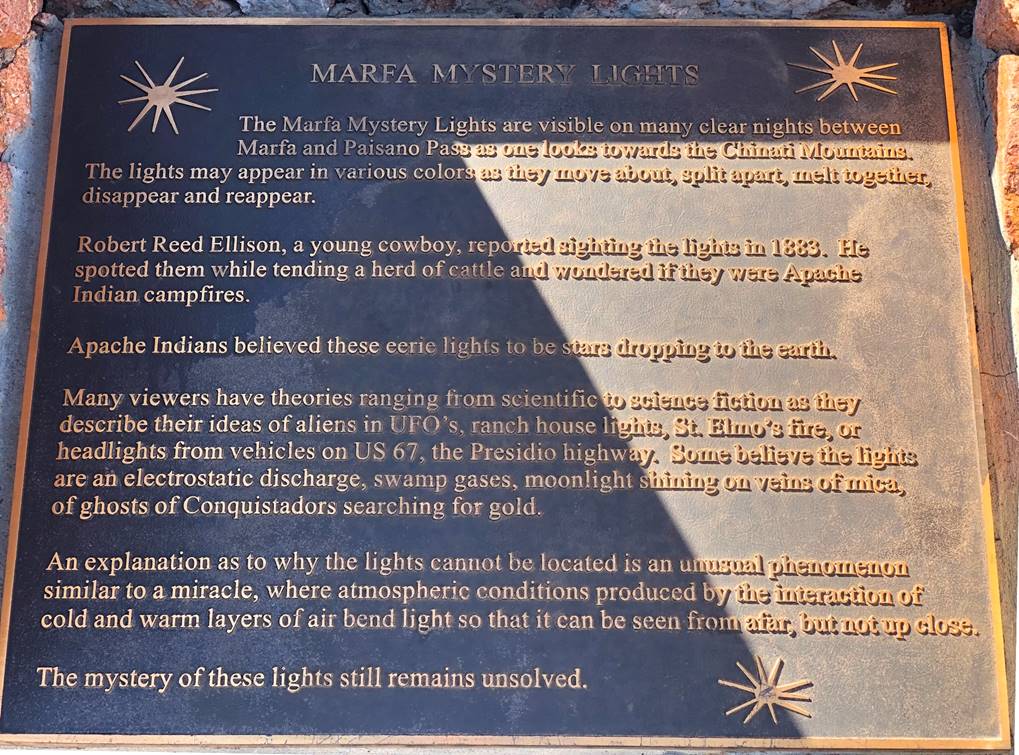 MARFA MYSTERY LIGHTS
The Marfa Mystery Lights are visible on many clear nights between
Marfa and Paisano Pass as one looks towards the Chinati Mountains.
The lights may appear in various colors as they move about, split apart, melt together,
disappear and reappear.
Robert Reed Ellison, a young cowboy, reported sighting the lights in 1883. He
spotted them while tending a herd of cattle and wondered if they were Apache
Indian campfires.
Apache Indians believed these eerie lights to be stars dropping to the earth.
Many viewers have theories ranging from scientific to science fiction as they
describe their ideas of aliens in UFO's, ranch house lights, St. Elmo's fire, or
headlights from vehicles on US 67, the Presidio highway. Some believe the lights
are an electrostatic discharge, swamp gases, moonlight shining on veins of mica,
of ghosts of Conquistadors searching for gold.
An explanation as to why the lights cannot be located is an unusual phenomenon
similar to a miracle, where atmospheric conditions produced by the interaction of
cold and warm layers of air bend light so that it can be seen from afar, but not up close.
The mystery of these lights still remains unsolved.